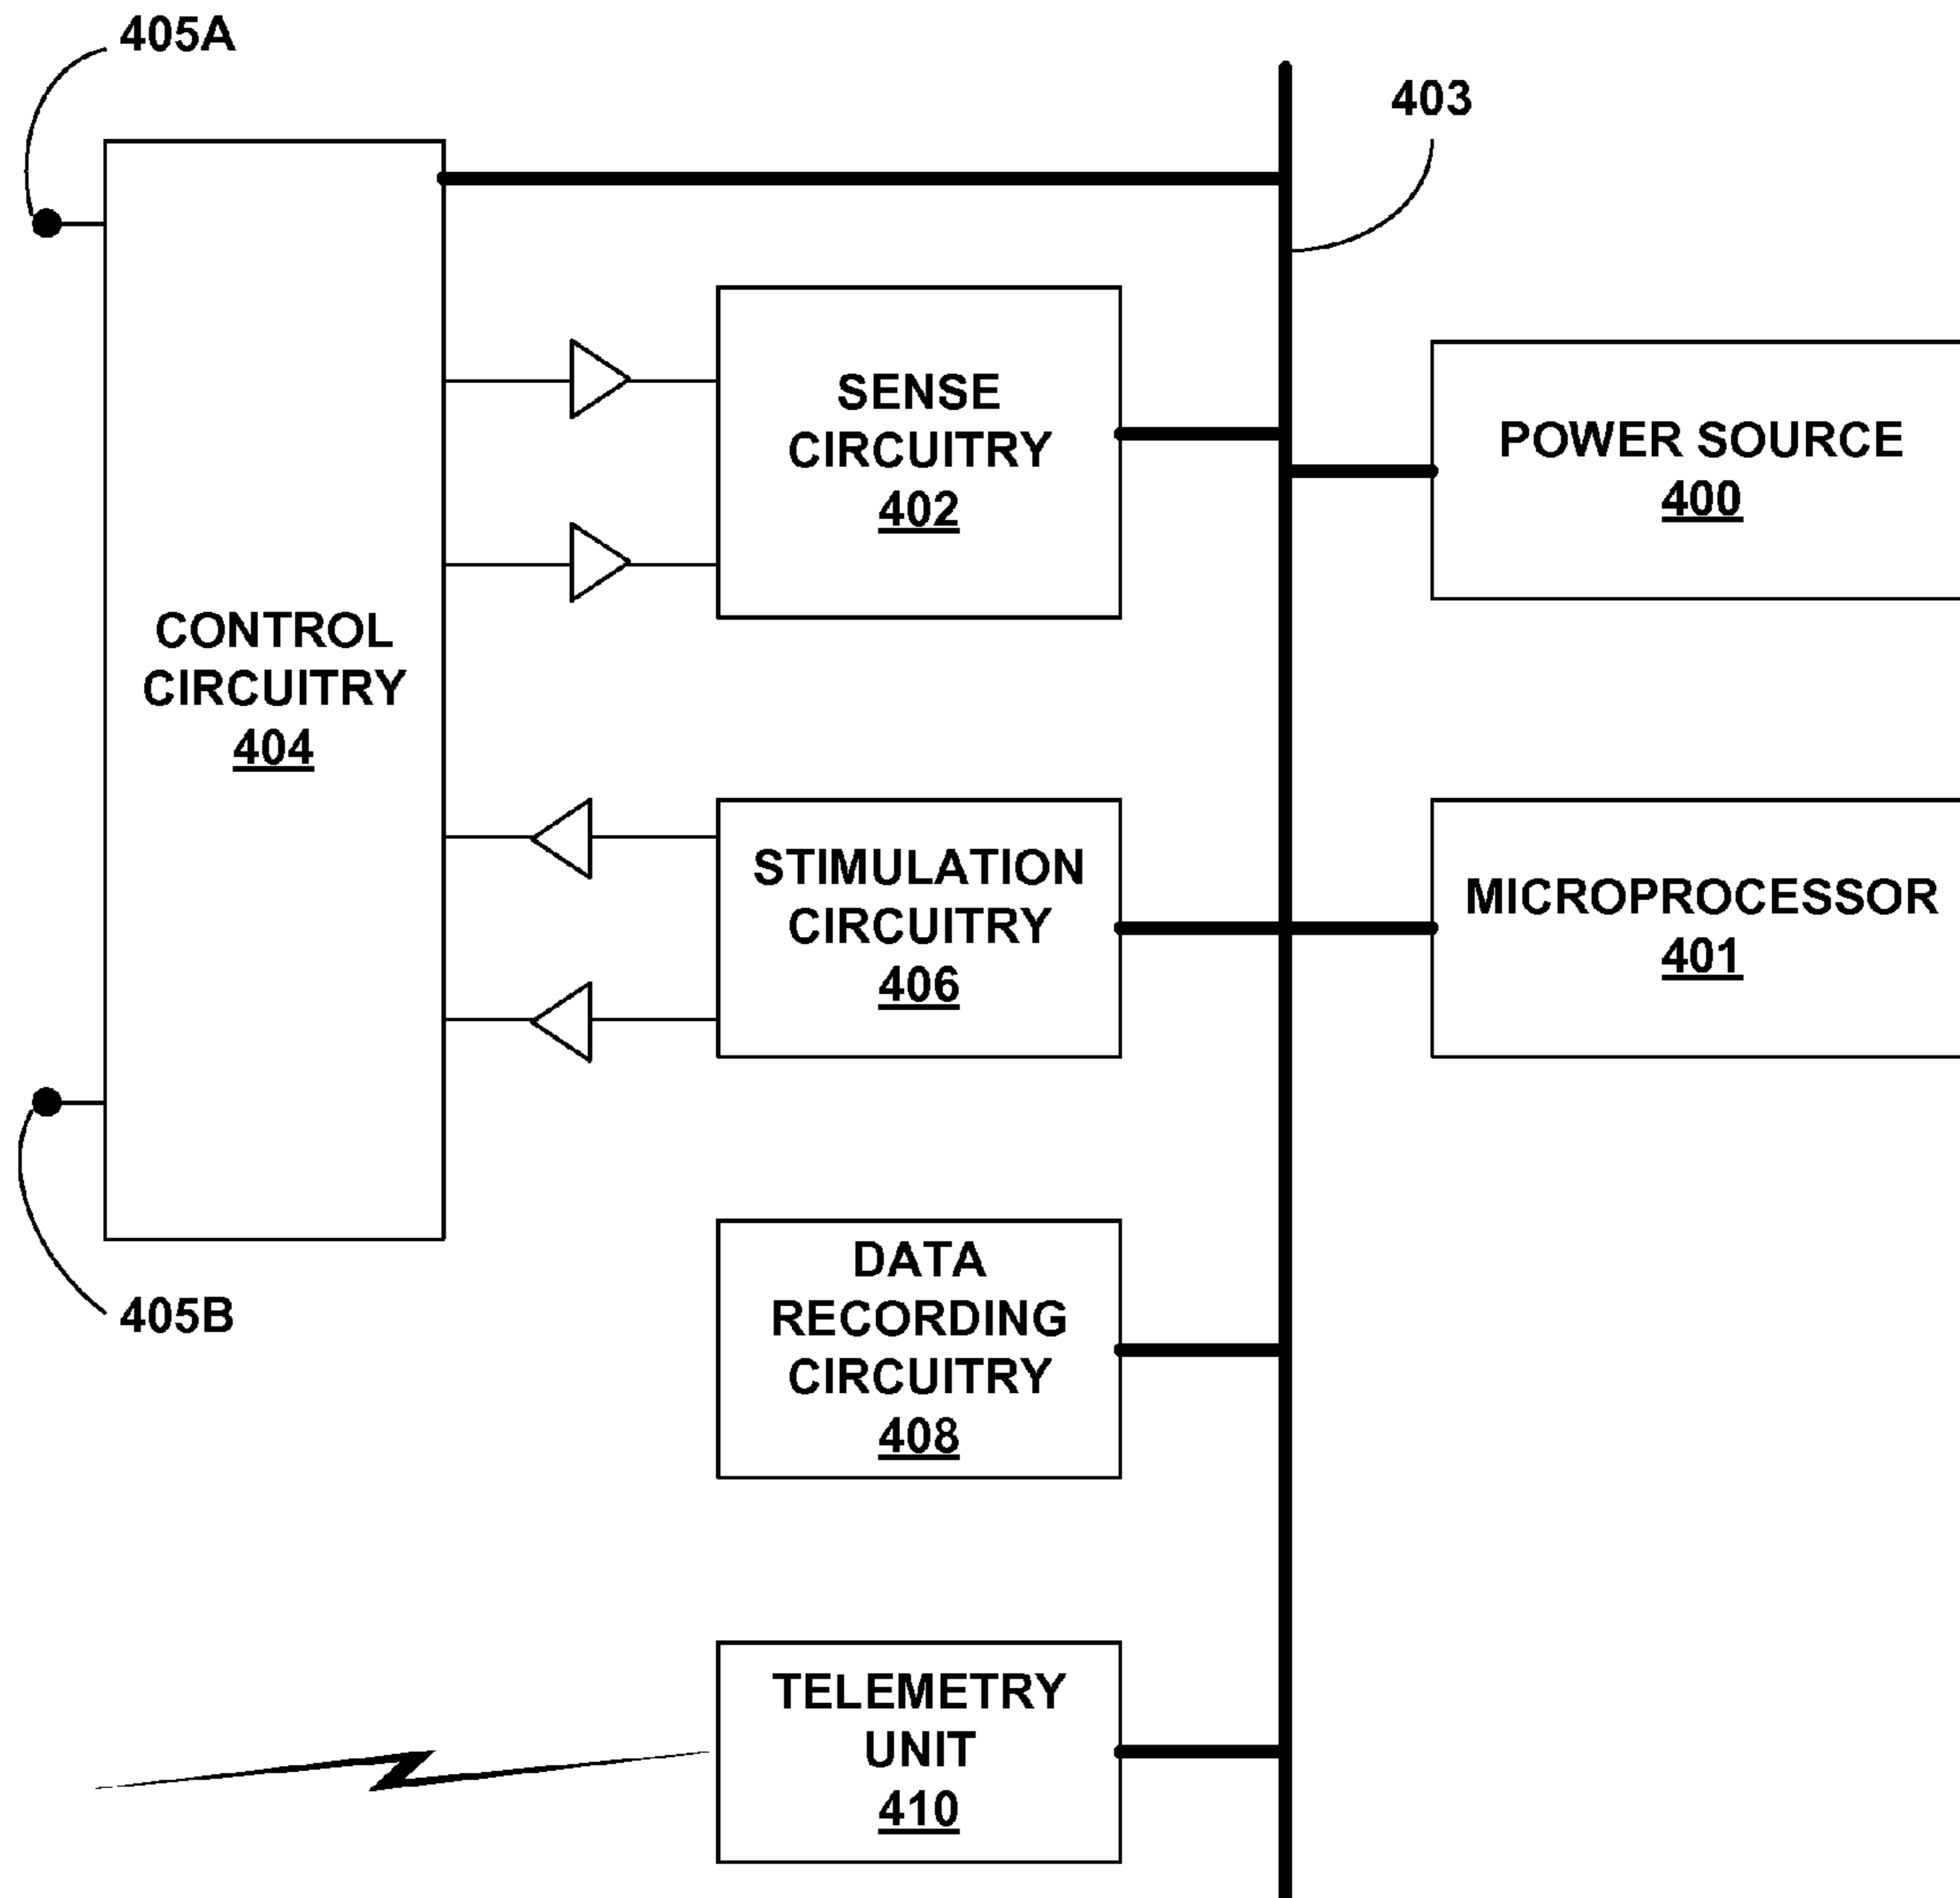 405A
403
SENSE
CIRCUITRY
402
POWER SOURCE
400
CONTROL
CIRCUITRY
404
STIMULATION
CIRCUITRY
406
MICROPROCESSOR
401
405B
DATA
RECORDING
CIRCUITRY
408
TELEMETRY
UNIT
410